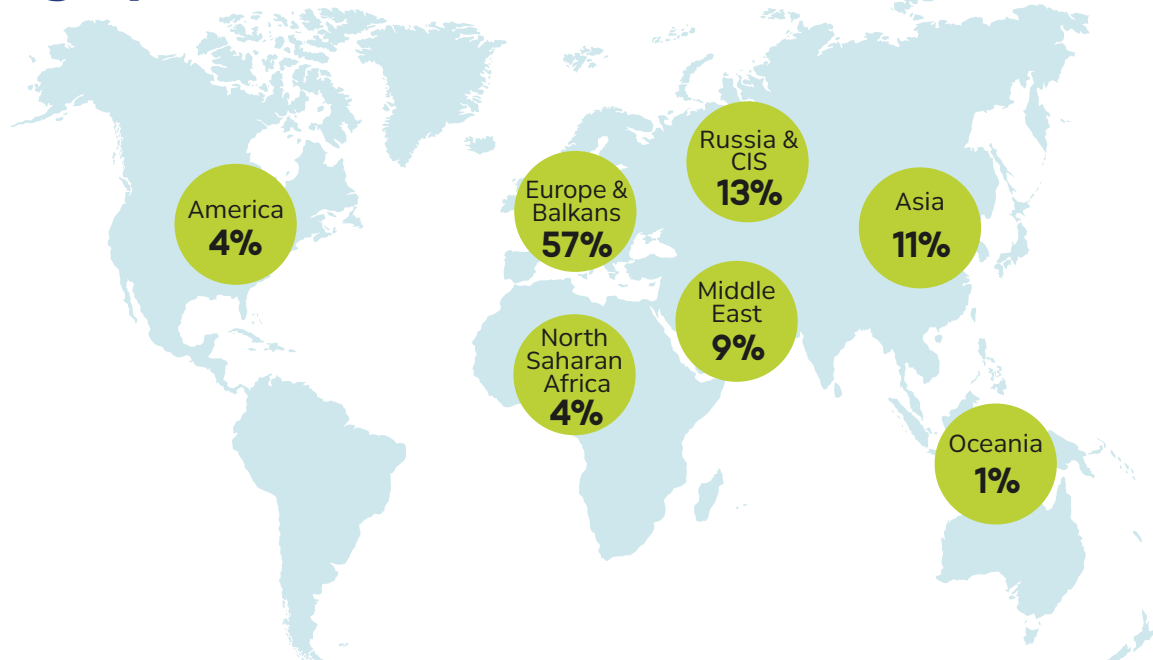 America
4%
Europe &
Balkans
57%
Russia &
CIS
13%
Asia
11%
Middle
East
9%
North
Saharan
Africa
4%
Oceania
1%